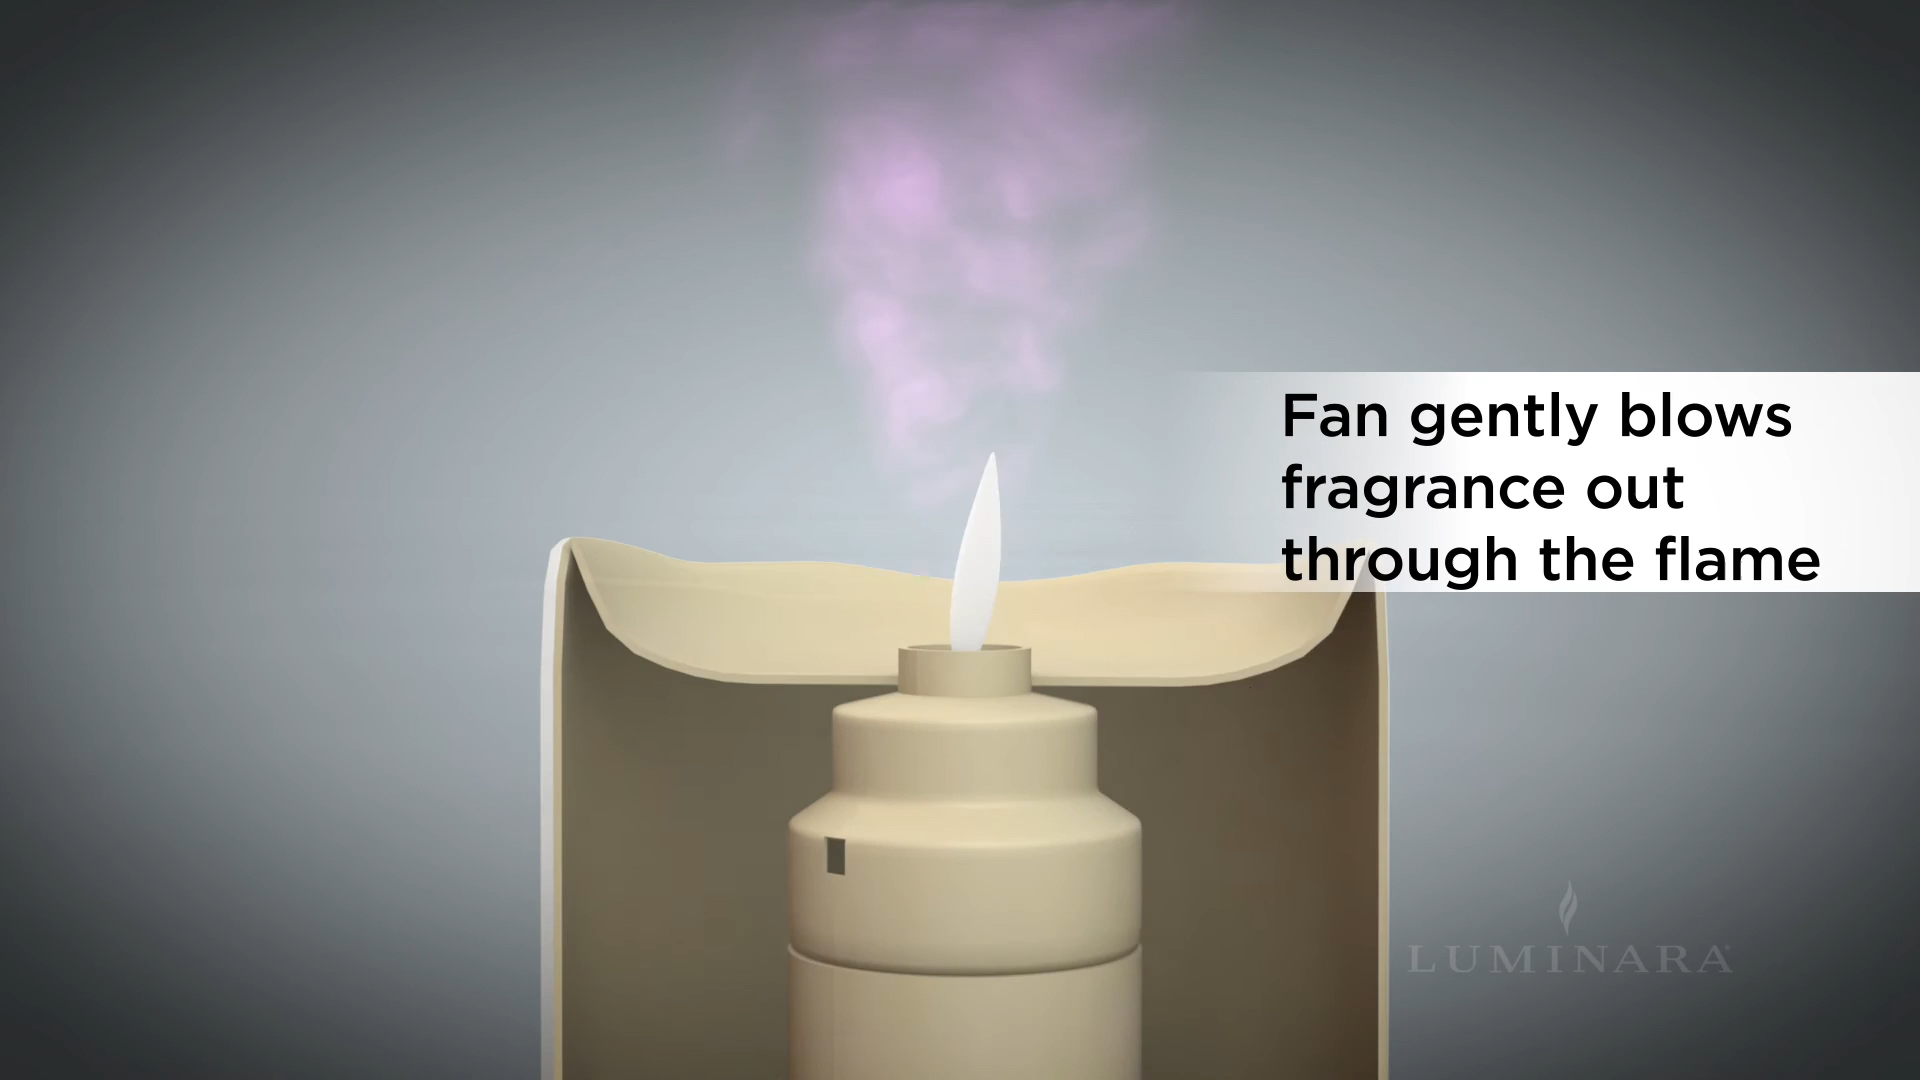 Fan gently blows
fragrance out
through the flame
LUMINARA